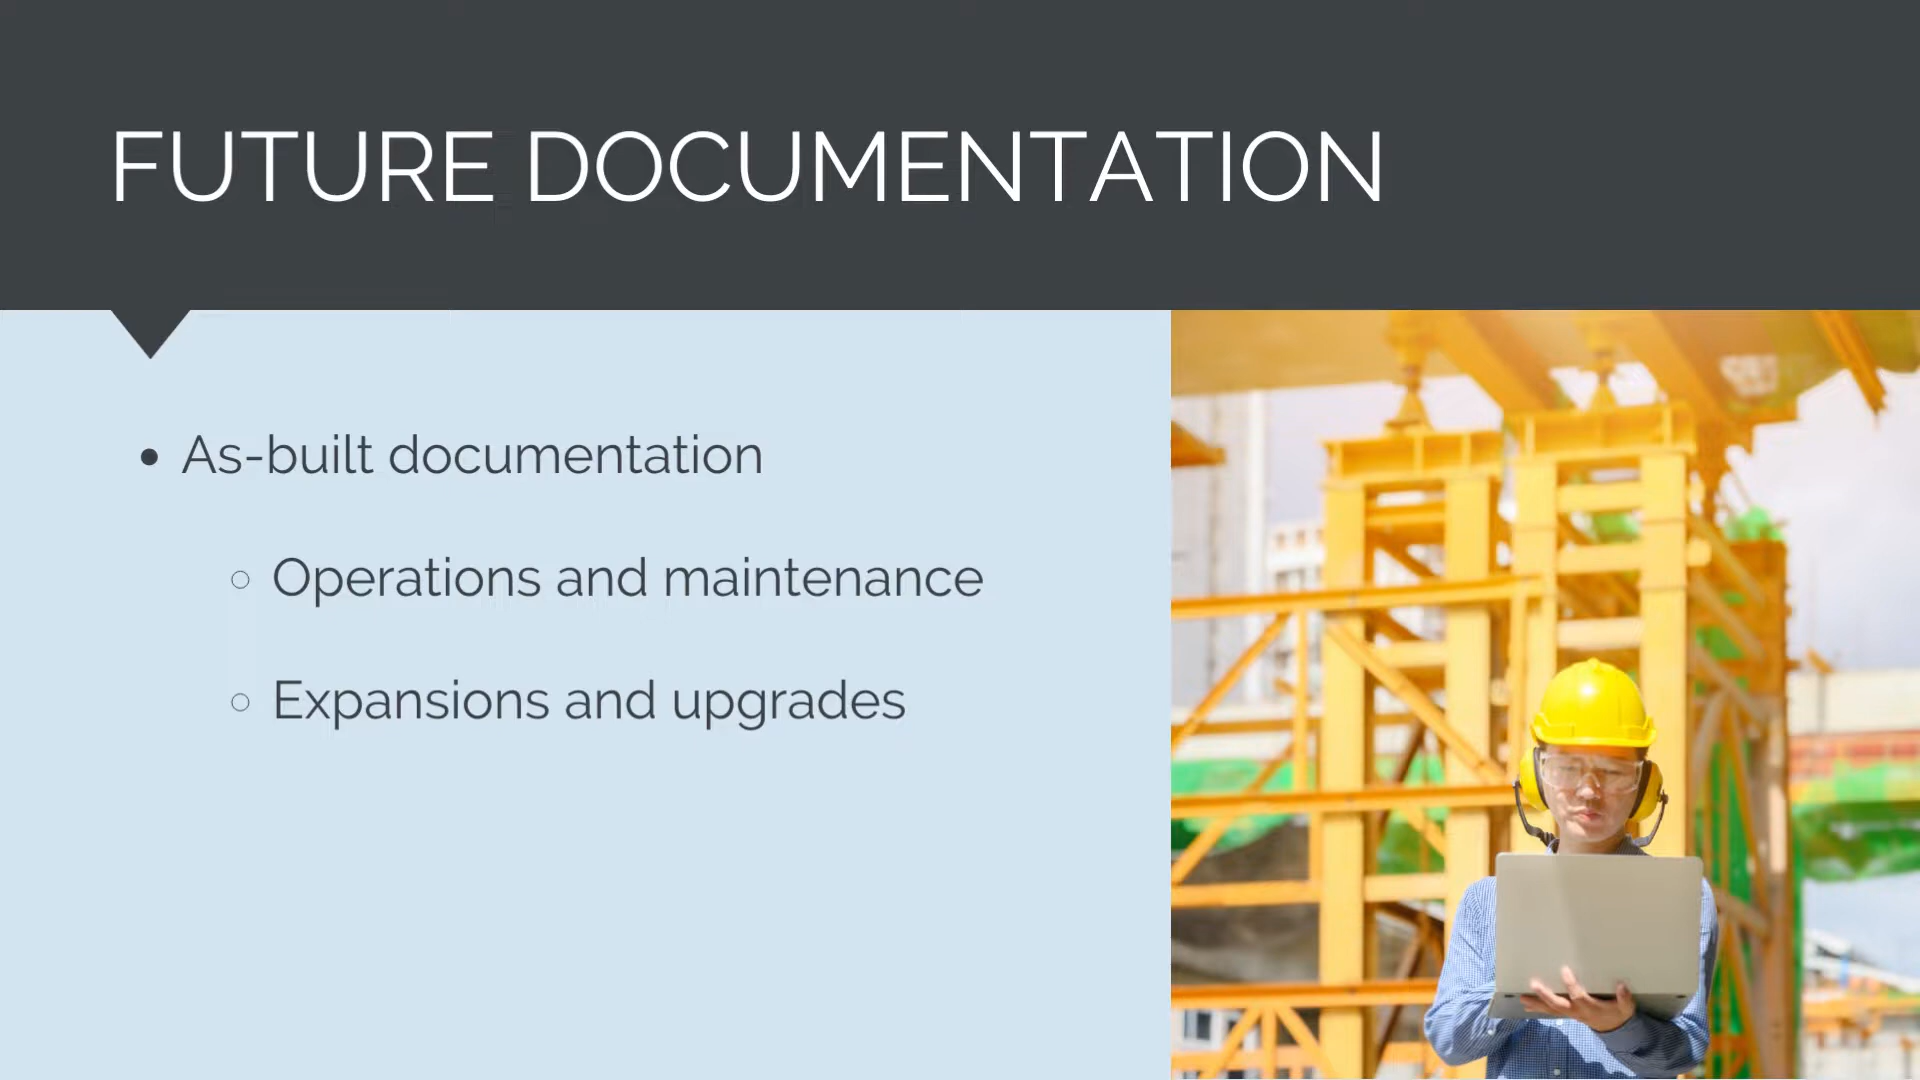 FUTURE DOCUMENTATION
As-built documentation
Operations and maintenance
Expansions and upgrades